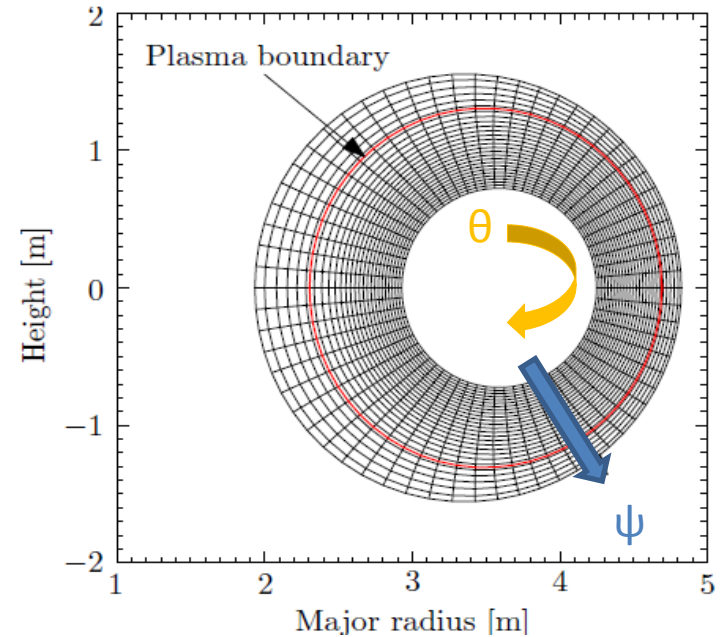 2
Plasma boundary
1
θ
0
Height [m]
−1
ψ
−2
1 2 3 4 5
Major radius [m]